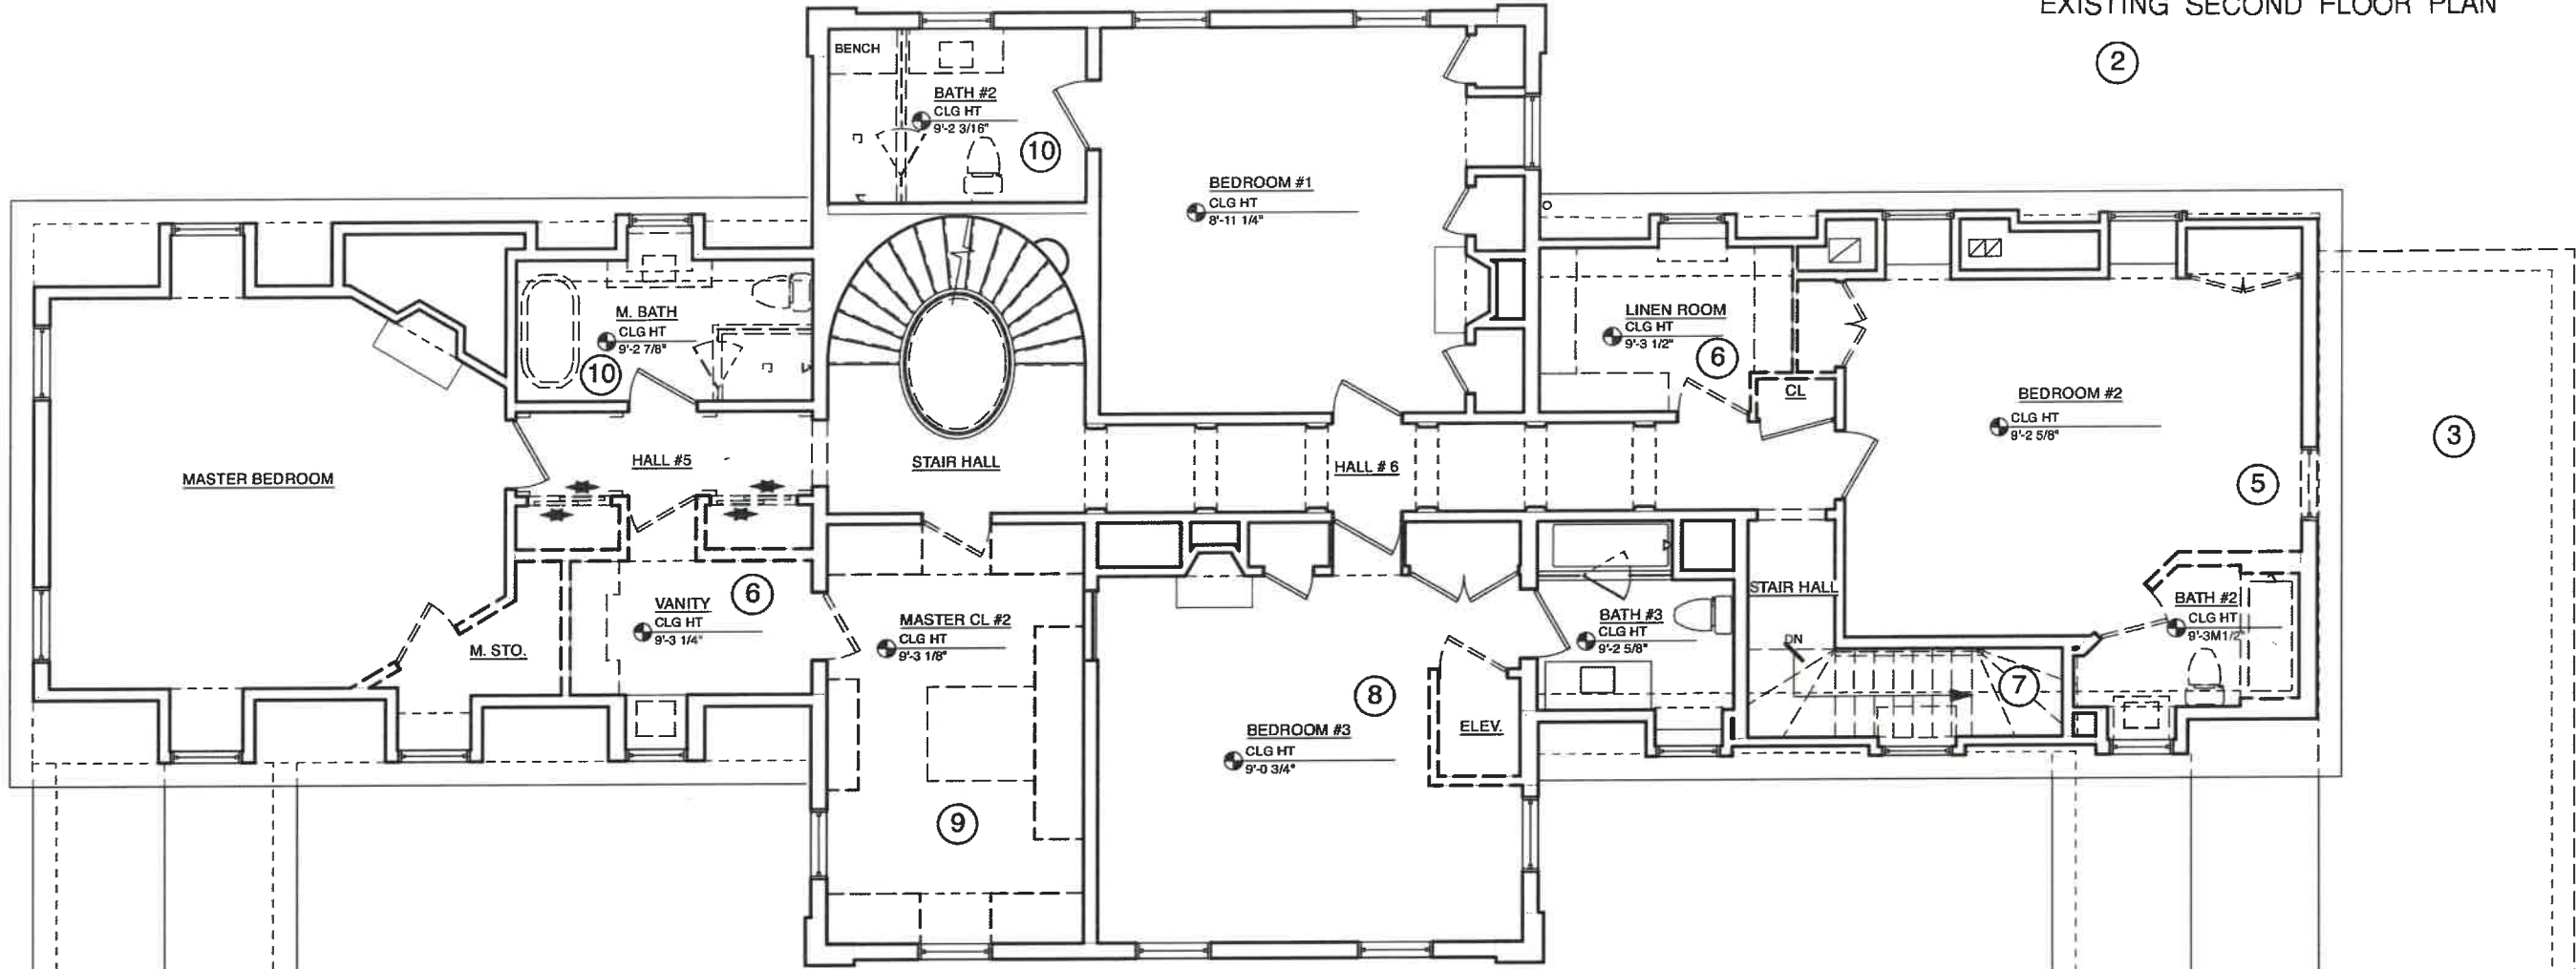 EXISTING SECOND FLOOR PLAN
2
BENCH
BATH #2
CLG HT
9'-2 3/16"
10
BEDROOM #1
CLG HT
8'-11 1/4"
M. BATH
CLG HT
9'-2 7/8"
10
LINEN ROOM
CLG HT
9'-3 1/2"
6
CL
BEDROOM #2
CLG HT
9'-2 5/8"
3
MASTER BEDROOM
HALL #5
STAIR HALL
HALL # 6
5
VANITY
CLG HT
9'-3 1/4"
6
M. STO.
MASTER CL #2
CLG HT
9'-3 1/8"
9
BEDROOM #3
CLG HT
9'-0 3/4"
8
ELEV.
BATH #3
CLG HT
9'-2 5/8"
STAIR HALL
DN
7
BATH #2
CLG HT
9'-3M1/2"